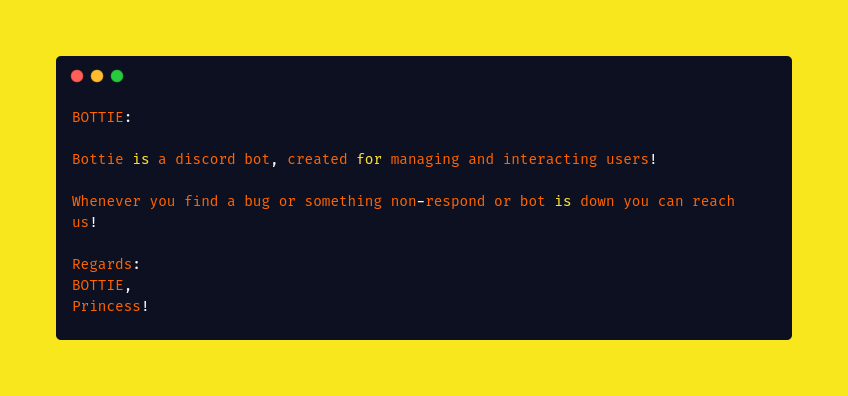 BOTTIE:
Bottie is a discord bot, created for managing and interacting users!
Whenever you find a bug or something non-respond or bot is down you can reach
us!
Regards:
BOTTIE,
Princess!